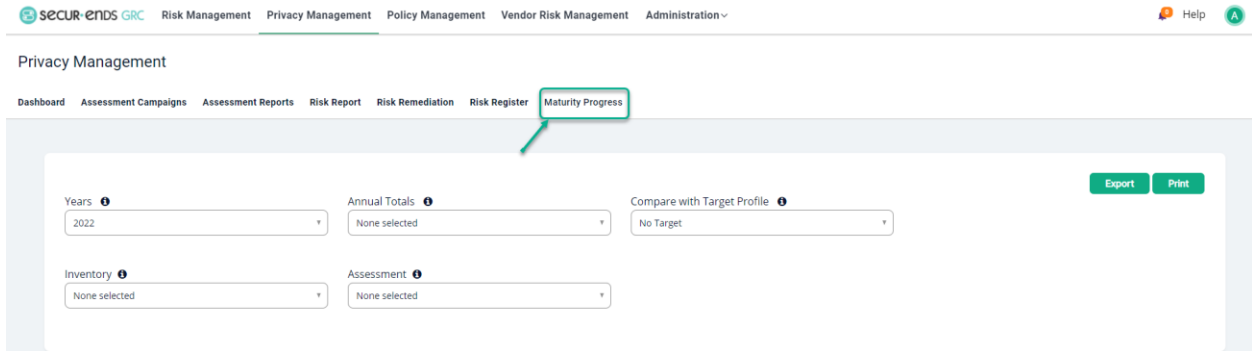 SECUR·ENDS GRC Risk Management Privacy Management Policy Management Vendor Risk Management Administration Help A
Privacy Management
Dashboard Assessment Campaigns Assessment Reports Risk Report Risk Remediation Risk Register Maturity Progress
Export Print
Years Annual Totals Compare with Target Profile
2022 None selected No Target
Inventory Assessment
None selected None selected